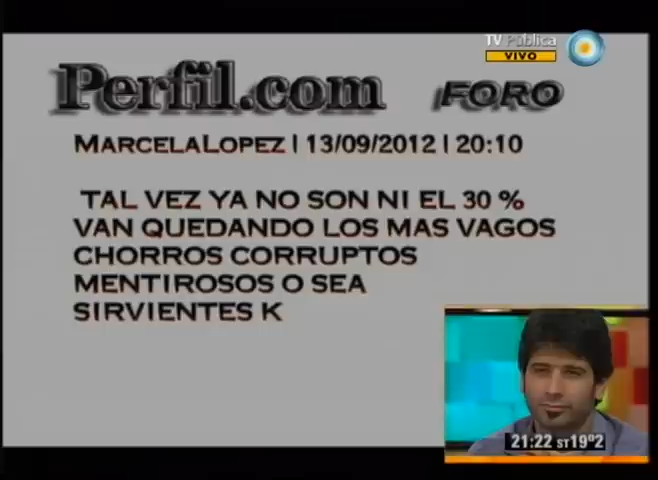 TV Pública
VIVO
Perfil.com FORO
MARCELALOPEZ | 13/09/2012 | 20:10
TAL VEZ YA NO SON NI EL 30 %
VAN QUEDANDO LOS MAS VAGOS
CHORROS CORRUPTOS
MENTIROSOS O SEA
SIRVIENTES K
21:22 ST 19º2